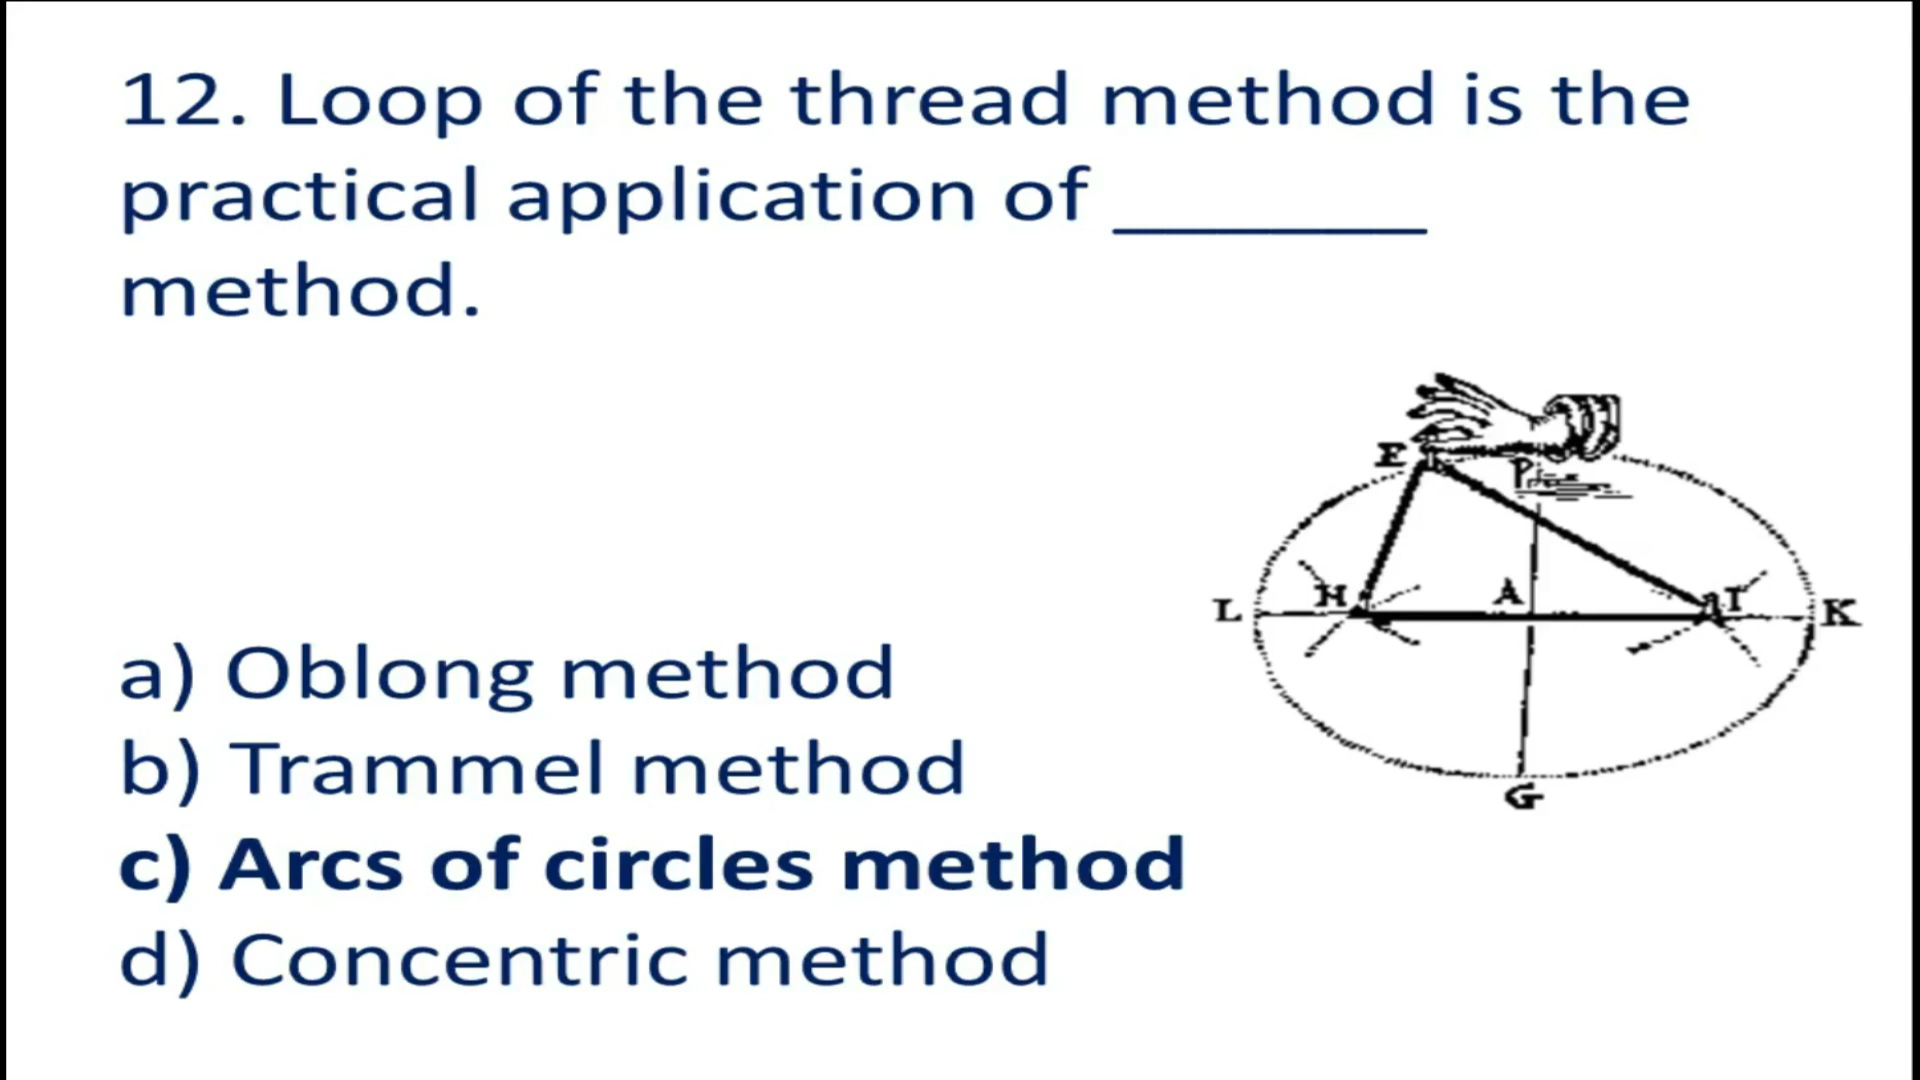 12. Loop of the thread method is the
practical application of ________
method.
E
P
L
H
A
I
K
G
a) Oblong method
b) Trammel method
c) Arcs of circles method
d) Concentric method